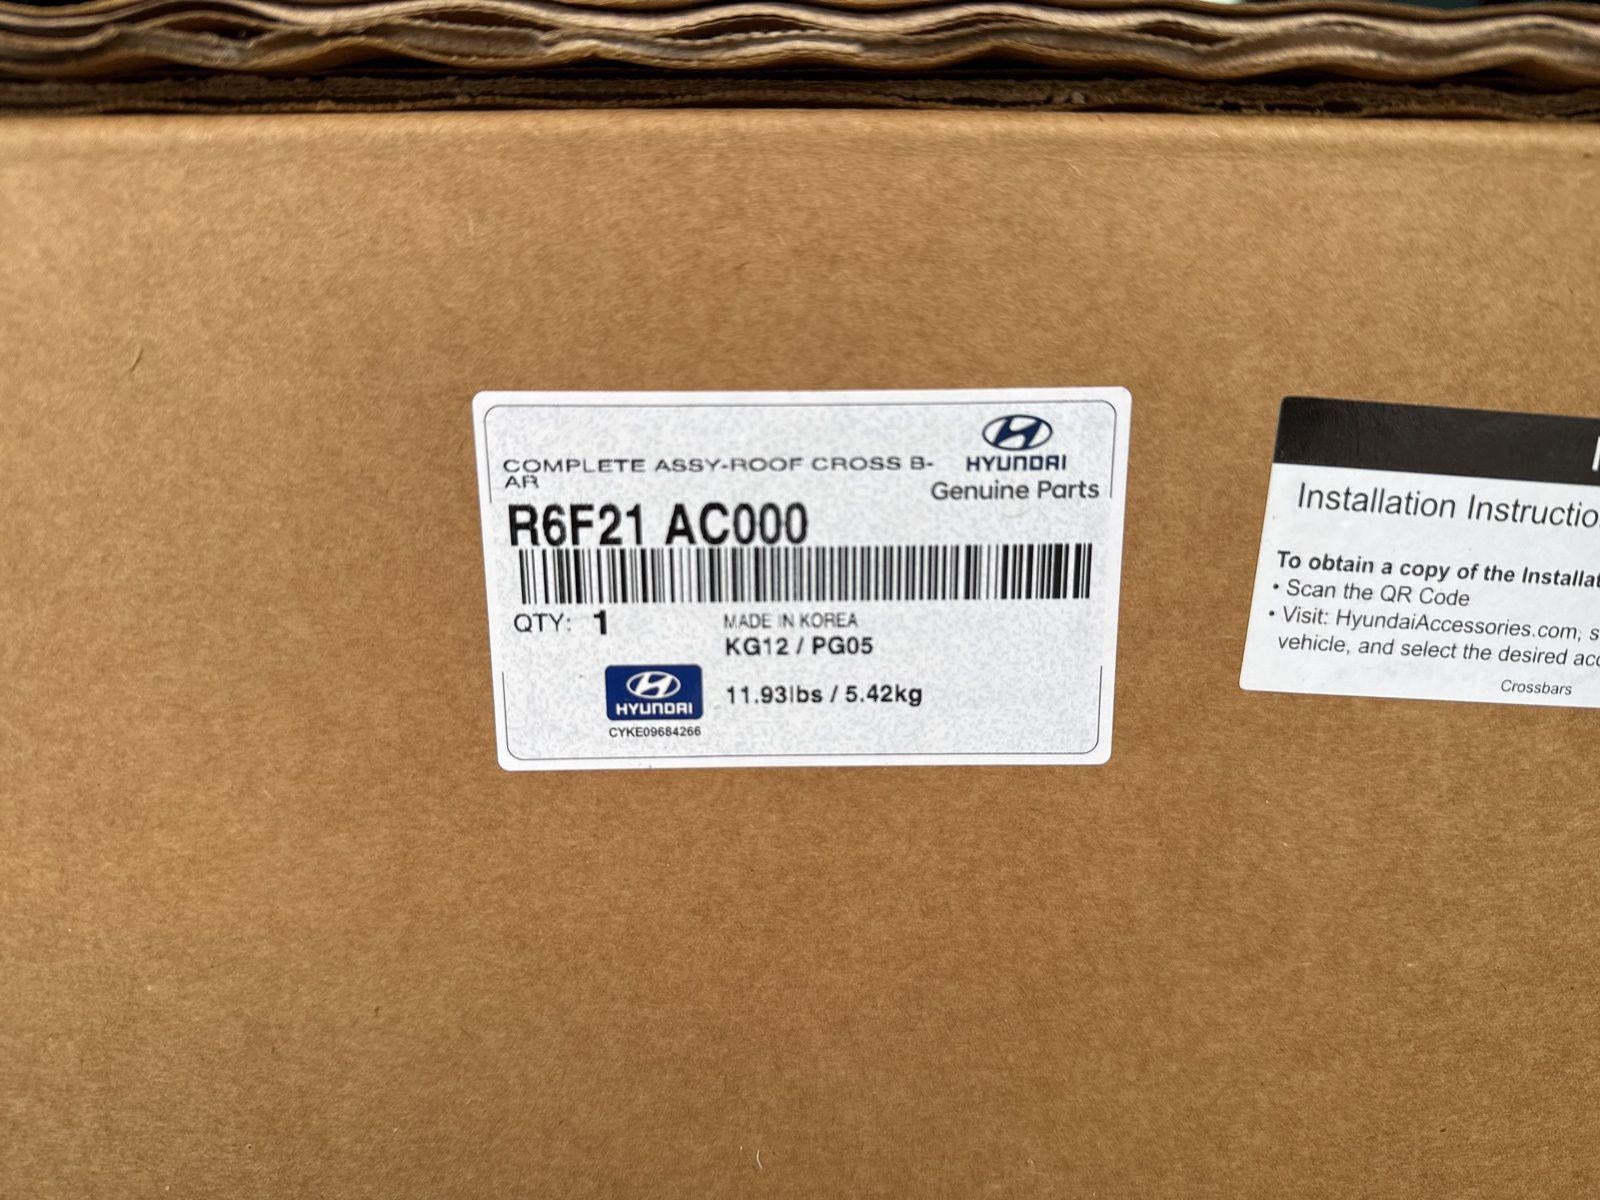 COMPLETE ASSY-ROOF CROSS B-
AR
HYUNDAI
Genuine Parts
R6F21 AC000
QTY: 1
MADE IN KOREA
KG12 / PG05
HYUNDAI
11.93lbs / 5.42kg
CYKE09684266
Installation Instructio
To obtain a copy of the Installat
• Scan the QR Code
• Visit: HyundaiAccessories.com, s
vehicle, and select the desired acc
Crossbars